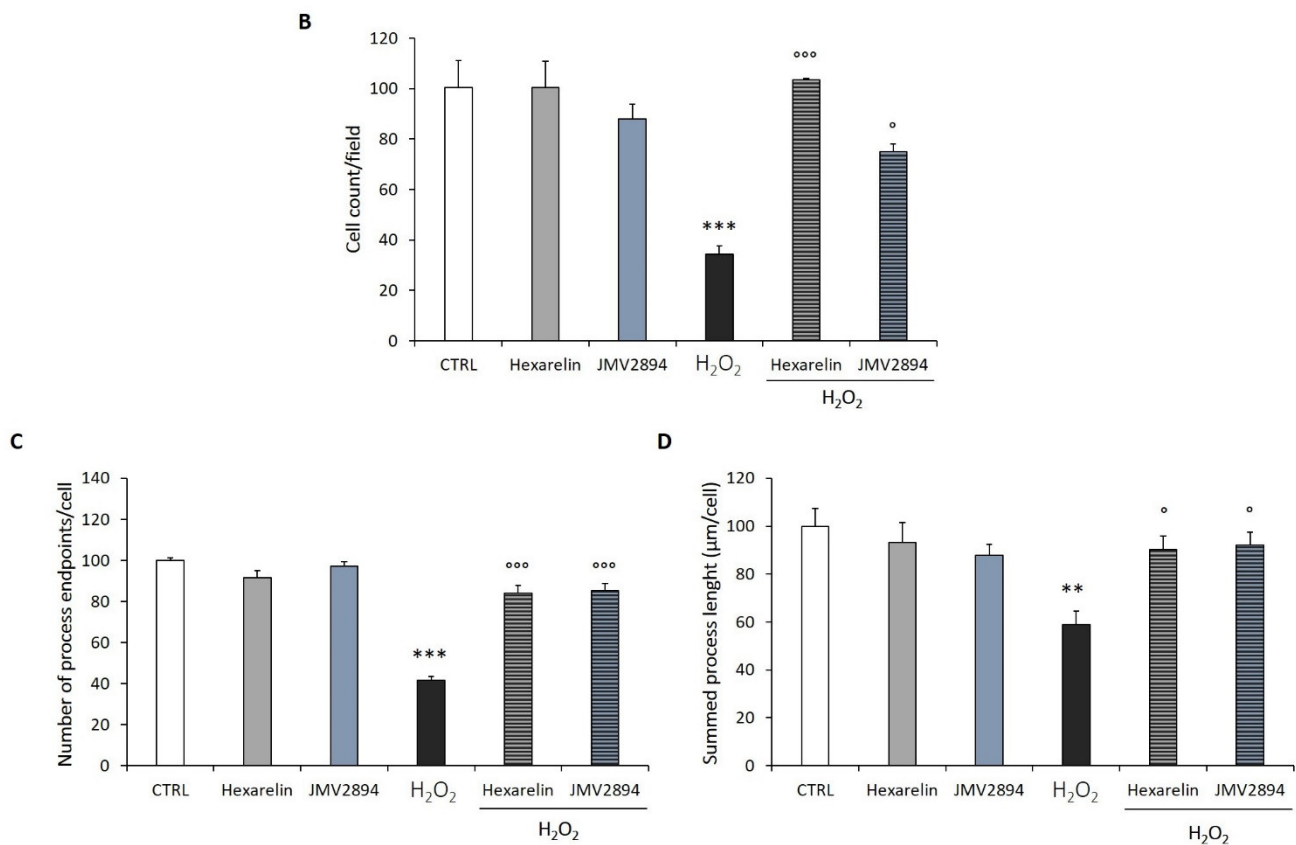 B
Cell count/field
120
100
80
60
40
20
0
***
°°°
°
CTRL Hexarelin JMV2894 H₂O₂ Hexarelin JMV2894
H₂O₂
C
Number of process endpoints/cell
140
120
100
80
60
40
20
0
***
°°°
°°°
CTRL Hexarelin JMV2894 H₂O₂ Hexarelin JMV2894
H₂O₂
D
Summed process lenght (µm/cell)
120
100
80
60
40
20
0
**
°
°
CTRL Hexarelin JMV2894 H₂O₂ Hexarelin JMV2894
H₂O₂